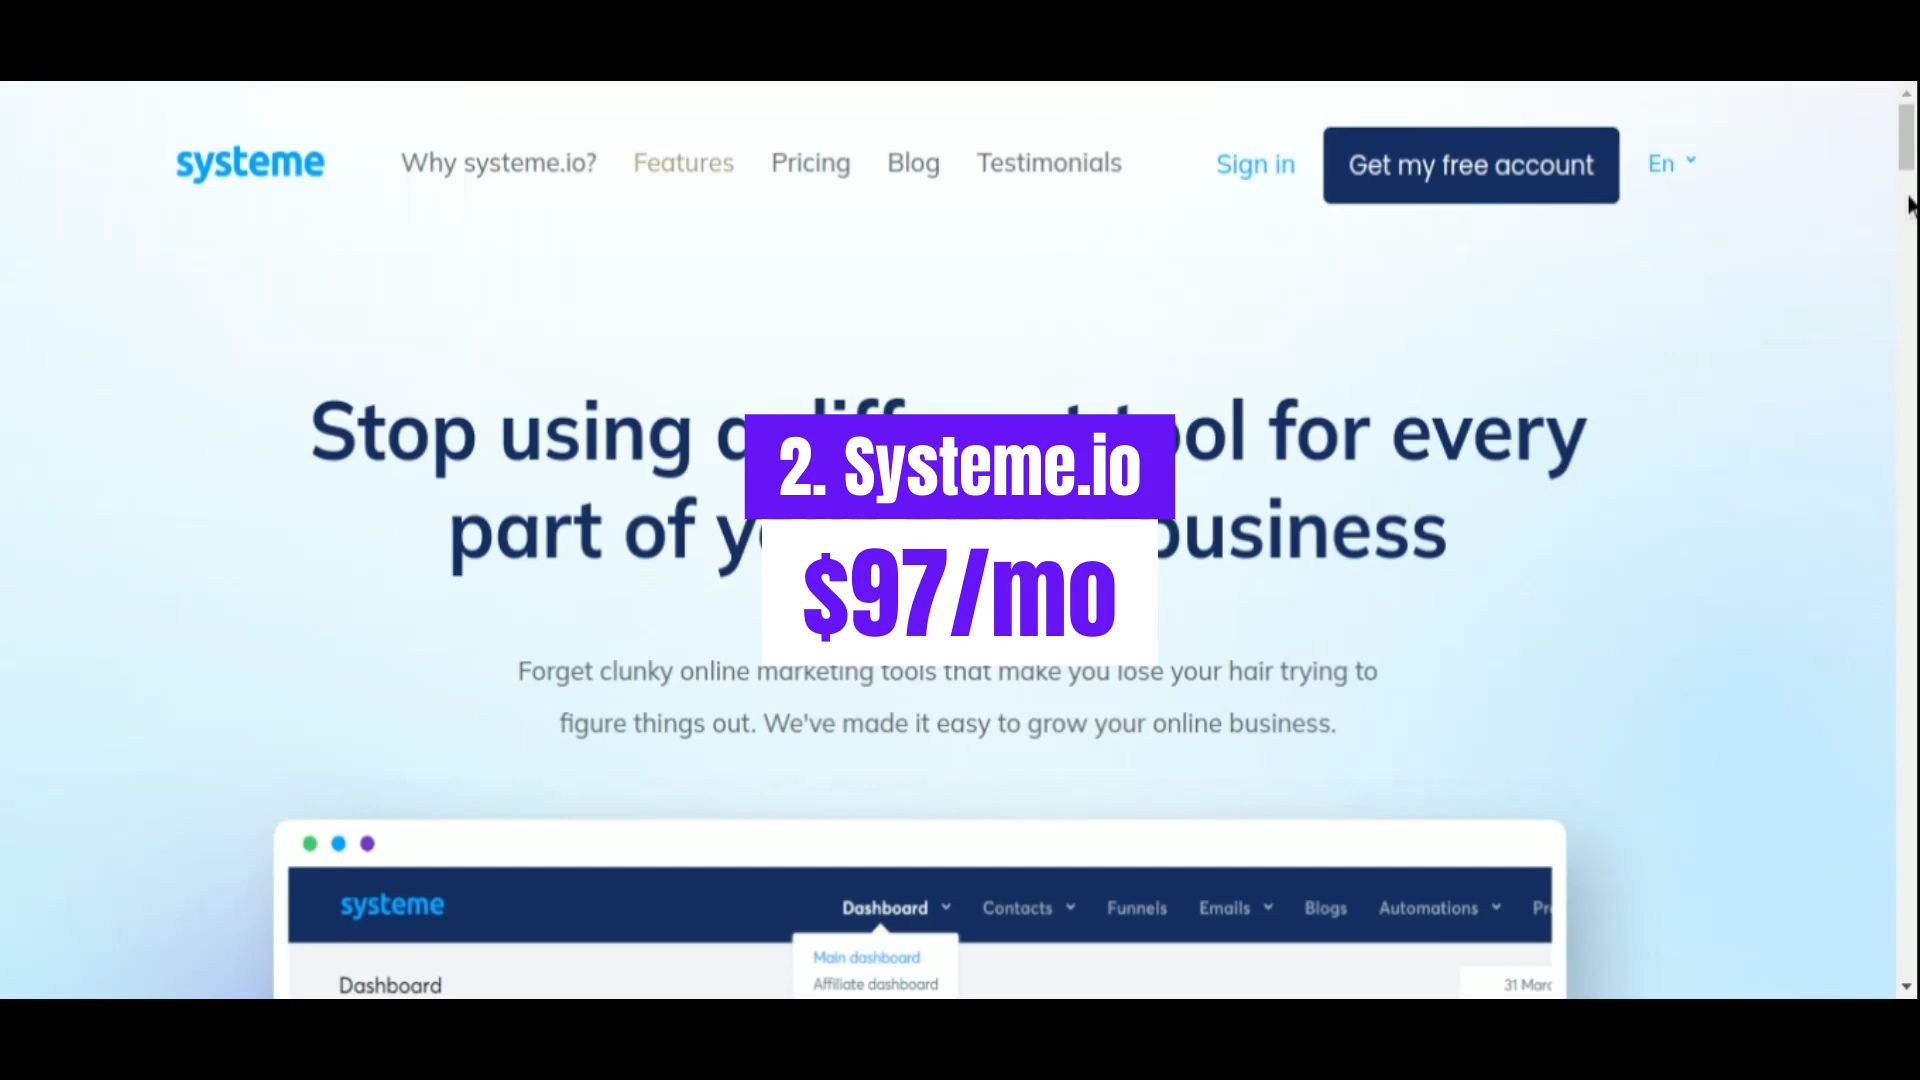 systeme
Why systeme.io?
Features
Pricing
Blog
Testimonials
Sign in
Get my free account
En
Stop using a ool for every
2. Systeme.io
part of business
$97/mo
Forget clunky online marketing tools that make you lose your hair trying to
figure things out. We've made it easy to grow your online business.
systeme
Dashboard
Contacts
Funnels
Emails
Blogs
Automations
Main dashboard
Affiliate dashboard
Dashboard
31 Marc